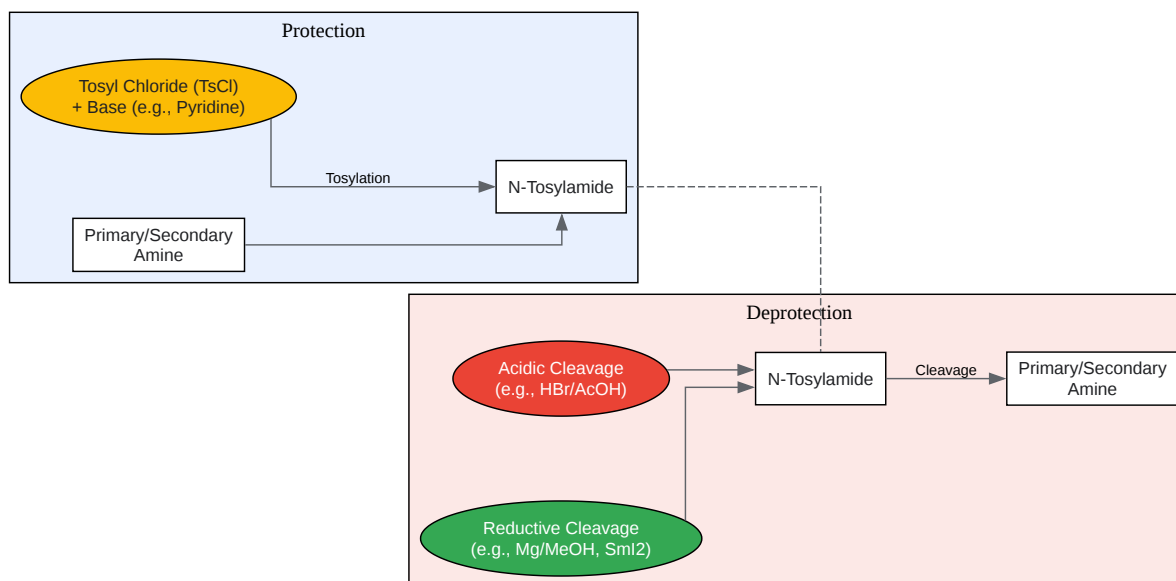 Protection
Tosyl Chloride (TsCl)
+ Base (e.g., Pyridine)
Tosylation
N-Tosylamide
Primary/Secondary
Amine
Deprotection
Acidic Cleavage
(e.g., HBr/AcOH)
N-Tosylamide
Cleavage
Primary/Secondary
Amine
Reductive Cleavage
(e.g., Mg/MeOH, SmI2)